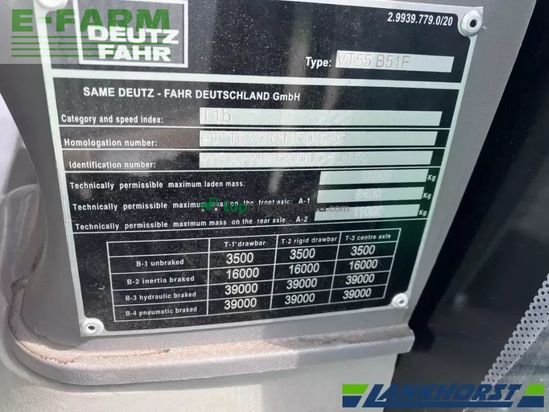 E-FARM
DEUTZ
FAHR
2.9939.779.0/20
Type: VT55 B51F
SAME DEUTZ - FAHR DEUTSCHLAND GmbH
Category and speed index: T1b
Homologation number:
Identification number:
Technically permissible maximum laden mass: Kg
Technically permissible maximum mass on the front axle: A-1 Kg
Technically permissible maximum mass on the rear axle: A-2 Kg
T-1 drawbar T-2 rigid drawbar T-3 centre axle
B-1 unbraked 3500 3500 3500
B-2 inertia braked 16000 16000 16000
B-3 hydraulic braked 39000 39000 39000
B-4 pneumatic braked 39000 39000 39000
LANKHORST